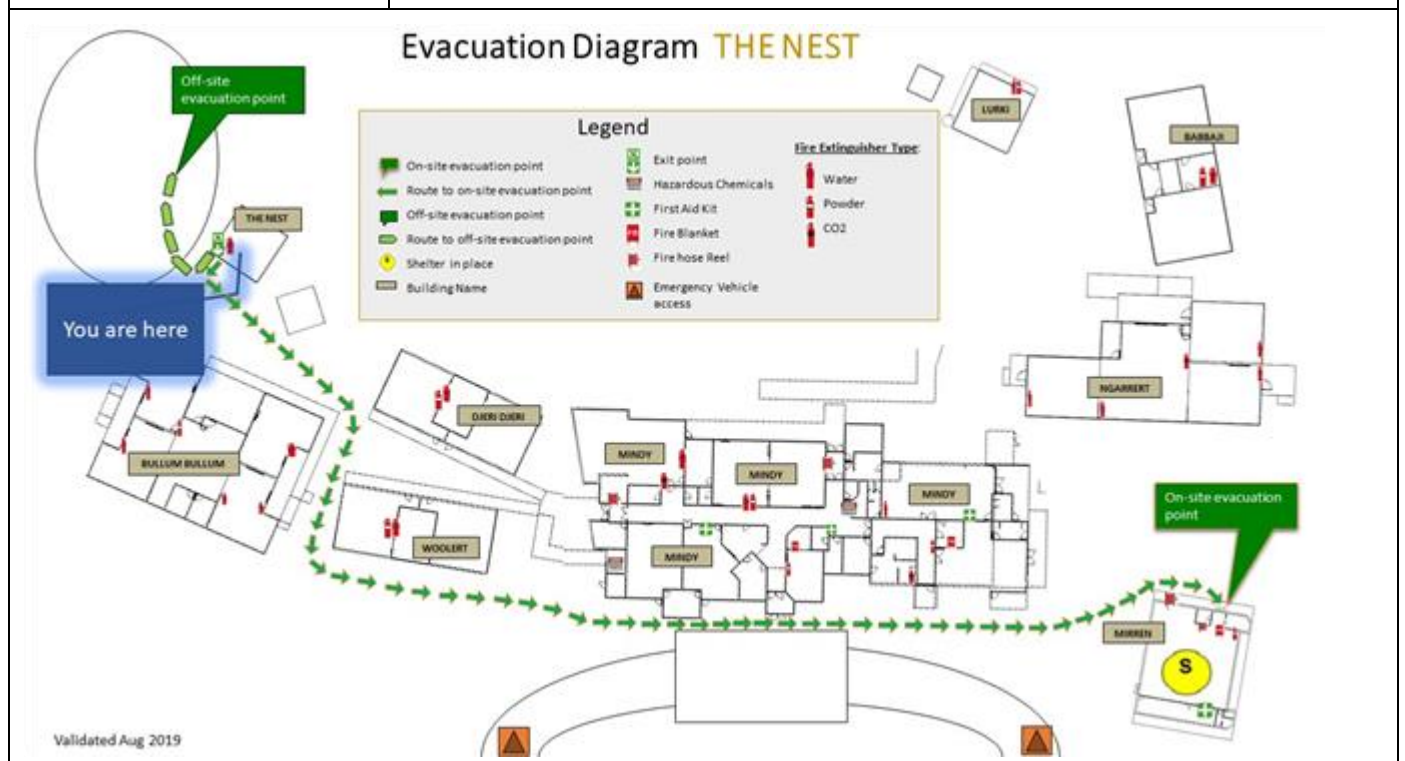 Evacuation Diagram THE NEST
Off-site
evacuation point
Legend
On-site evacuation point
Route to on-site evacuation point
Off-site evacuation point
Route to off-site evacuation point
Shelter in place
Building Name
Exit point
Hazardous Chemicals
First Aid Kit
Fire Blanket
Fire hose Reel
Emergency Vehicle
access
Fire Extinguisher Type:
Water
Powder
CO2
LURKI
BABBAJI
THE NEST
You are here
NGARRERT
DJERI DJERI
BULLUM BULLUM
MINDY
MINDY
MINDY
On-site evacuation
point
WOOLERT
MINDY
MIRREN
S
Validated Aug 2019